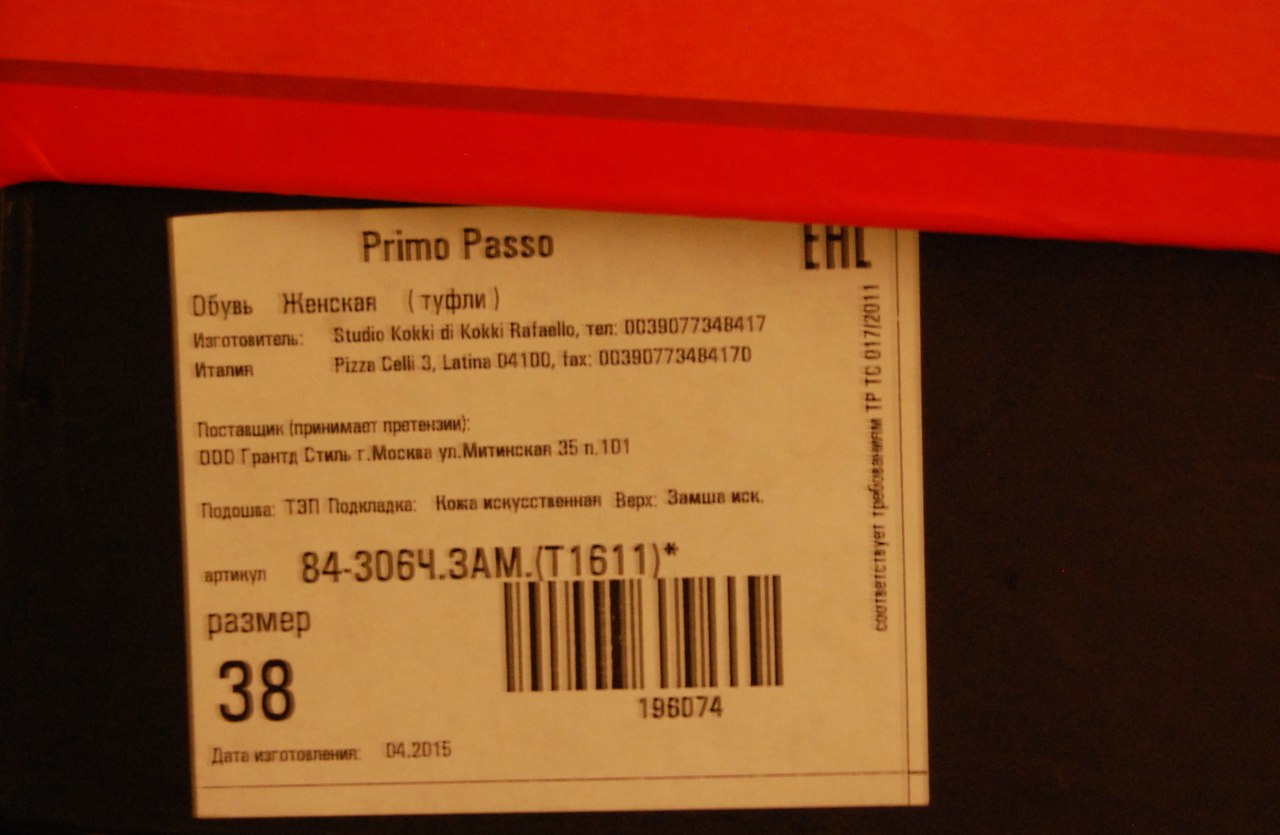 Primo Passo
EAC
Обувь Женская ( туфли )
Изготовитель: Studio Kokki di Kokki Rafaello, тел: 0039077348417
Италия Pizza Celli 3, Latina 04100, fax: 00390773484170
Поставщик (принимает претензии):
ООО Грантд Стиль г.Москва ул.Митинская 35 п.101
Подошва: ТЭП Подкладка: Кожа искусственная Верх: Замша иск.
артикул 84-306Ч.ЗАМ.(Т1611)*
размер
38
196074
Дата изготовления: 04.2015
соответствует требованиям ТР ТС 017/2011